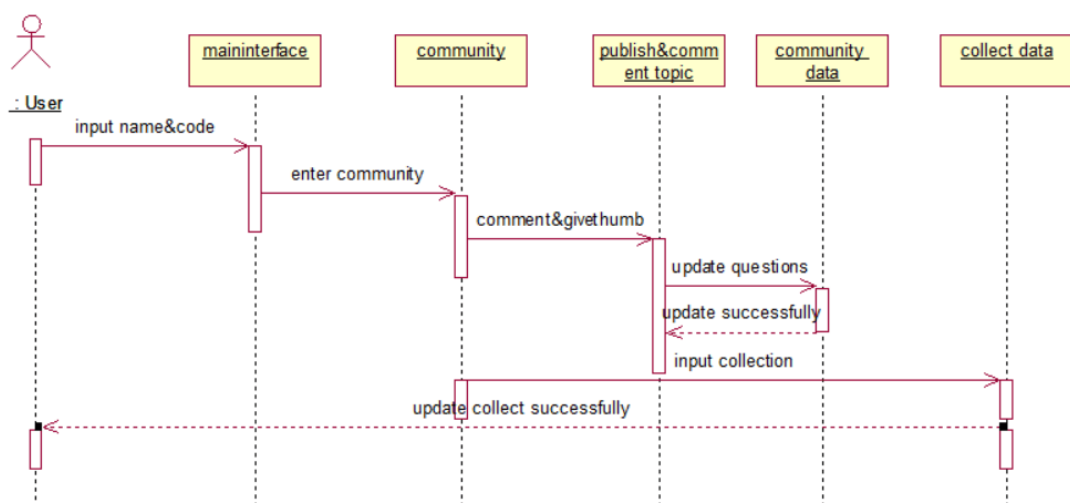 maininterface
community
publish&comm
ent topic
community
data
collect data
: User
input name&code
enter community
comment&givethumb
update questions
update successfully
input collection
update collect successfully